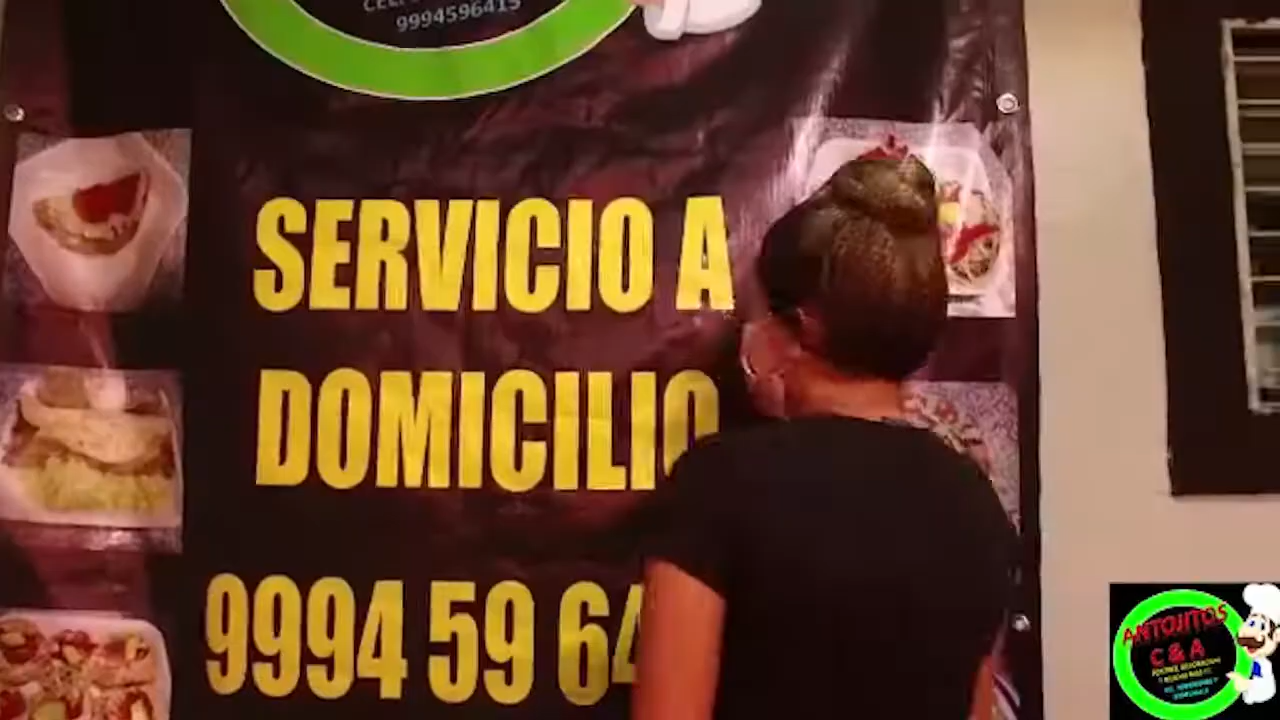 9994596415
SERVICIO A
DOMICILIO
9994 59 64
ANTOJITOS
C & A